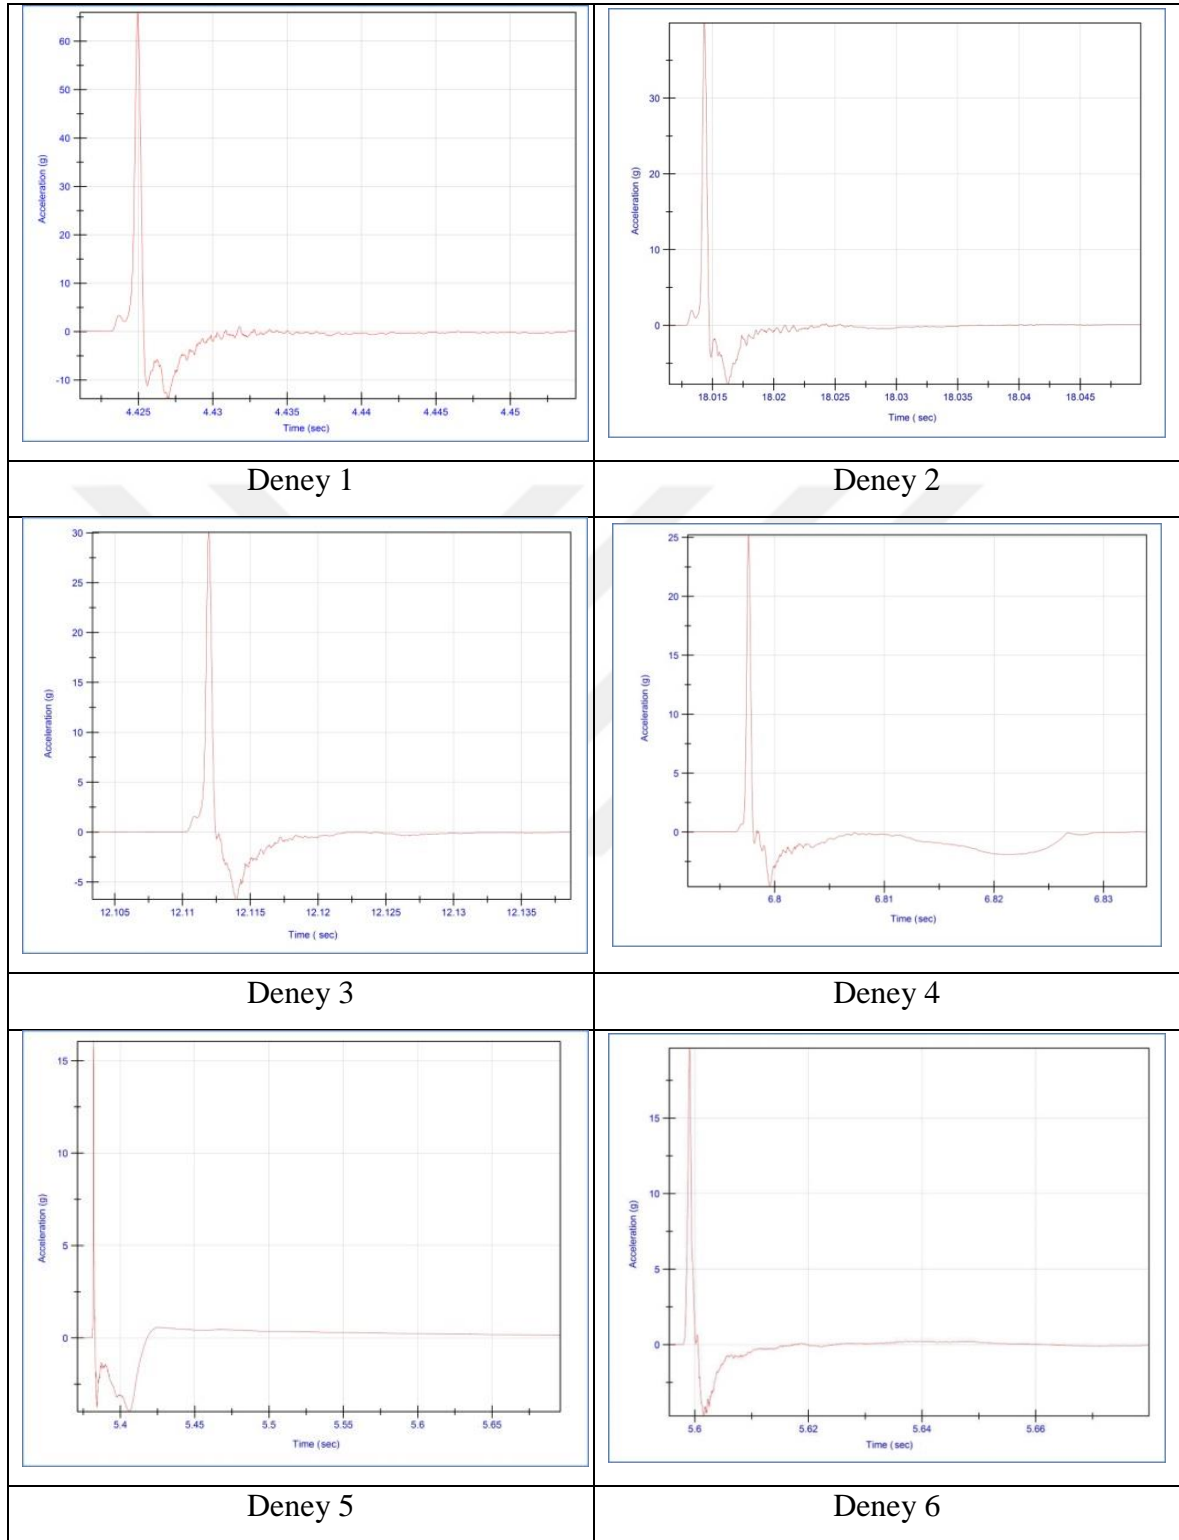 60
50
40
30
20
10
0
-10
Acceleration (g)
4.425 4.43 4.435 4.44 4.445 4.45
Time (sec)
30
20
10
0
Acceleration (g)
18.015 18.02 18.025 18.03 18.035 18.04 18.045
Time ( sec)
Deney 1
Deney 2
30
25
20
15
10
5
0
-5
Acceleration (g)
12.105 12.11 12.115 12.12 12.125 12.13 12.135
Time ( sec)
25
20
15
10
5
0
Acceleration (g)
6.8 6.81 6.82 6.83
Time (sec)
Deney 3
Deney 4
15
10
5
0
Acceleration (g)
5.4 5.45 5.5 5.55 5.6 5.65
Time (sec)
15
10
5
0
Acceleration (g)
5.6 5.62 5.64 5.66
Time (sec)
Deney 5
Deney 6